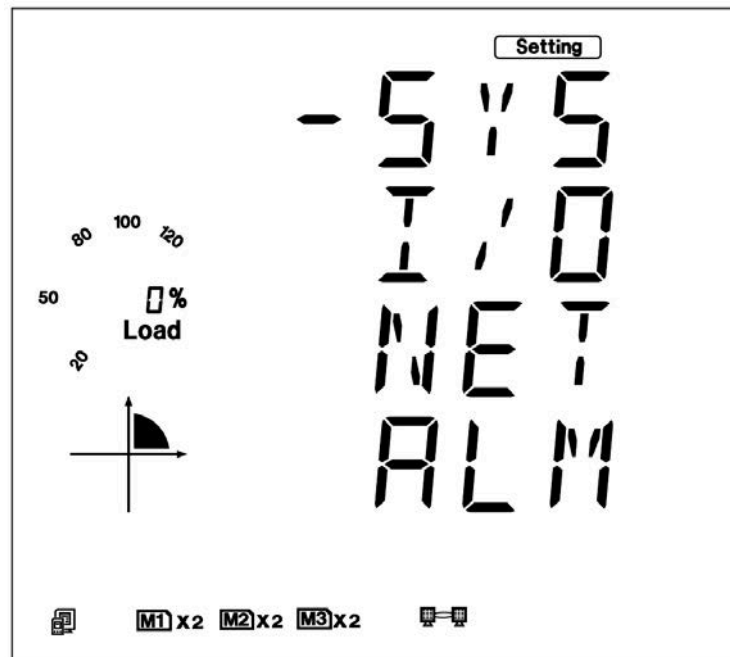 Setting
- SYS
I/O
NET
ALM
20 50 80 100 120
0%
Load
M1 X2 M2 X2 M3 X2